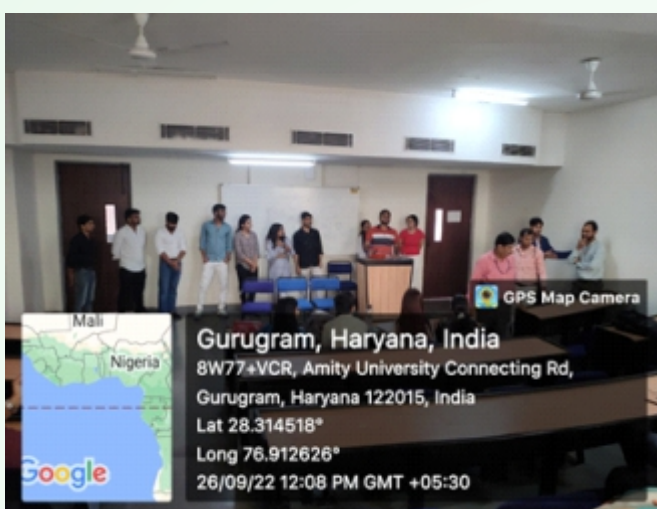 GPS Map Camera
Mali
Nigeria
Google
Gurugram, Haryana, India
8W77+VCR, Amity University Connecting Rd,
Gurugram, Haryana 122015, India
Lat 28.314518°
Long 76.912626°
26/09/22 12:08 PM GMT +05:30